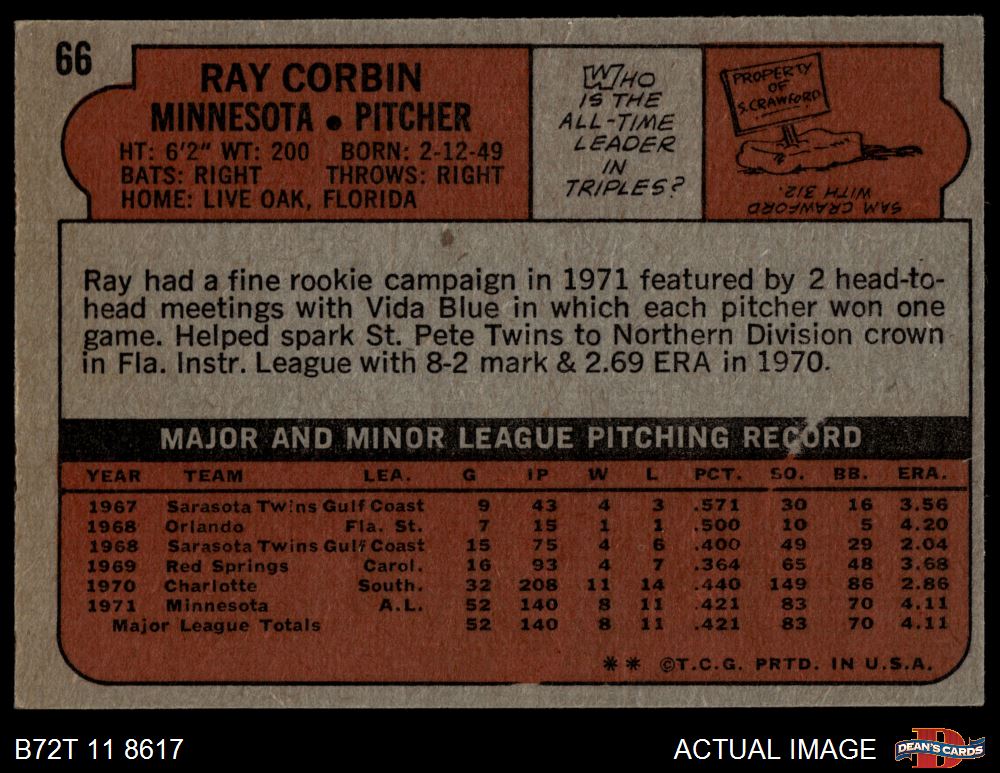 66
RAY CORBIN
MINNESOTA • PITCHER
HT: 6'2" WT: 200 BORN: 2-12-49
BATS: RIGHT THROWS: RIGHT
HOME: LIVE OAK, FLORIDA
WHO
IS THE
ALL-TIME
LEADER
IN
TRIPLES?
PROPERTY
OF
S. CRAWFORD
SAM CRAWFORD
WITH 312.
Ray had a fine rookie campaign in 1971 featured by 2 head-to-
head meetings with Vida Blue in which each pitcher won one
game. Helped spark St. Pete Twins to Northern Division crown
in Fla. Instr. League with 8-2 mark & 2.69 ERA in 1970.
MAJOR AND MINOR LEAGUE PITCHING RECORD
YEAR TEAM LEA. G IP W L PCT. SO. BB. ERA.
1967 Sarasota Twins Gulf Coast 9 43 4 3 .571 30 16 3.56
1968 Orlando Fla. St. 7 15 1 1 .500 10 5 4.20
1968 Sarasota Twins Gulf Coast 15 75 4 6 .400 49 29 2.04
1969 Red Springs Carol. 16 93 4 7 .364 65 48 3.68
1970 Charlotte South. 32 208 11 14 .440 149 86 2.86
1971 Minnesota A.L. 52 140 8 11 .421 83 70 4.11
Major League Totals 52 140 8 11 .421 83 70 4.11
** ©T.C.G. PRTD. IN U.S.A.
B72T 11 8617
ACTUAL IMAGE
D
DEAN'S CARDS